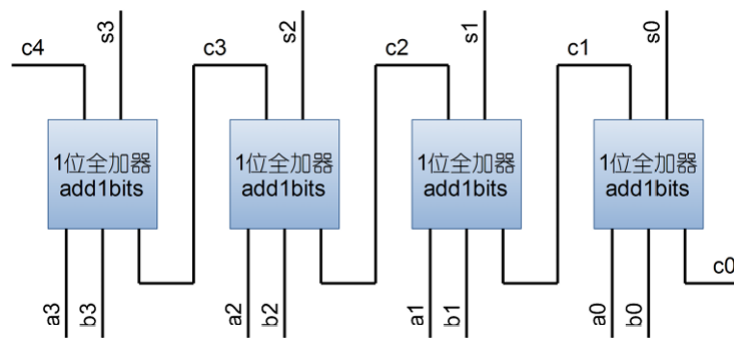 s3
s2
s1
s0
c4
c3
c2
c1
1位全加器
add1bits
1位全加器
add1bits
1位全加器
add1bits
1位全加器
add1bits
c0
a3
b3
a2
b2
a1
b1
a0
b0